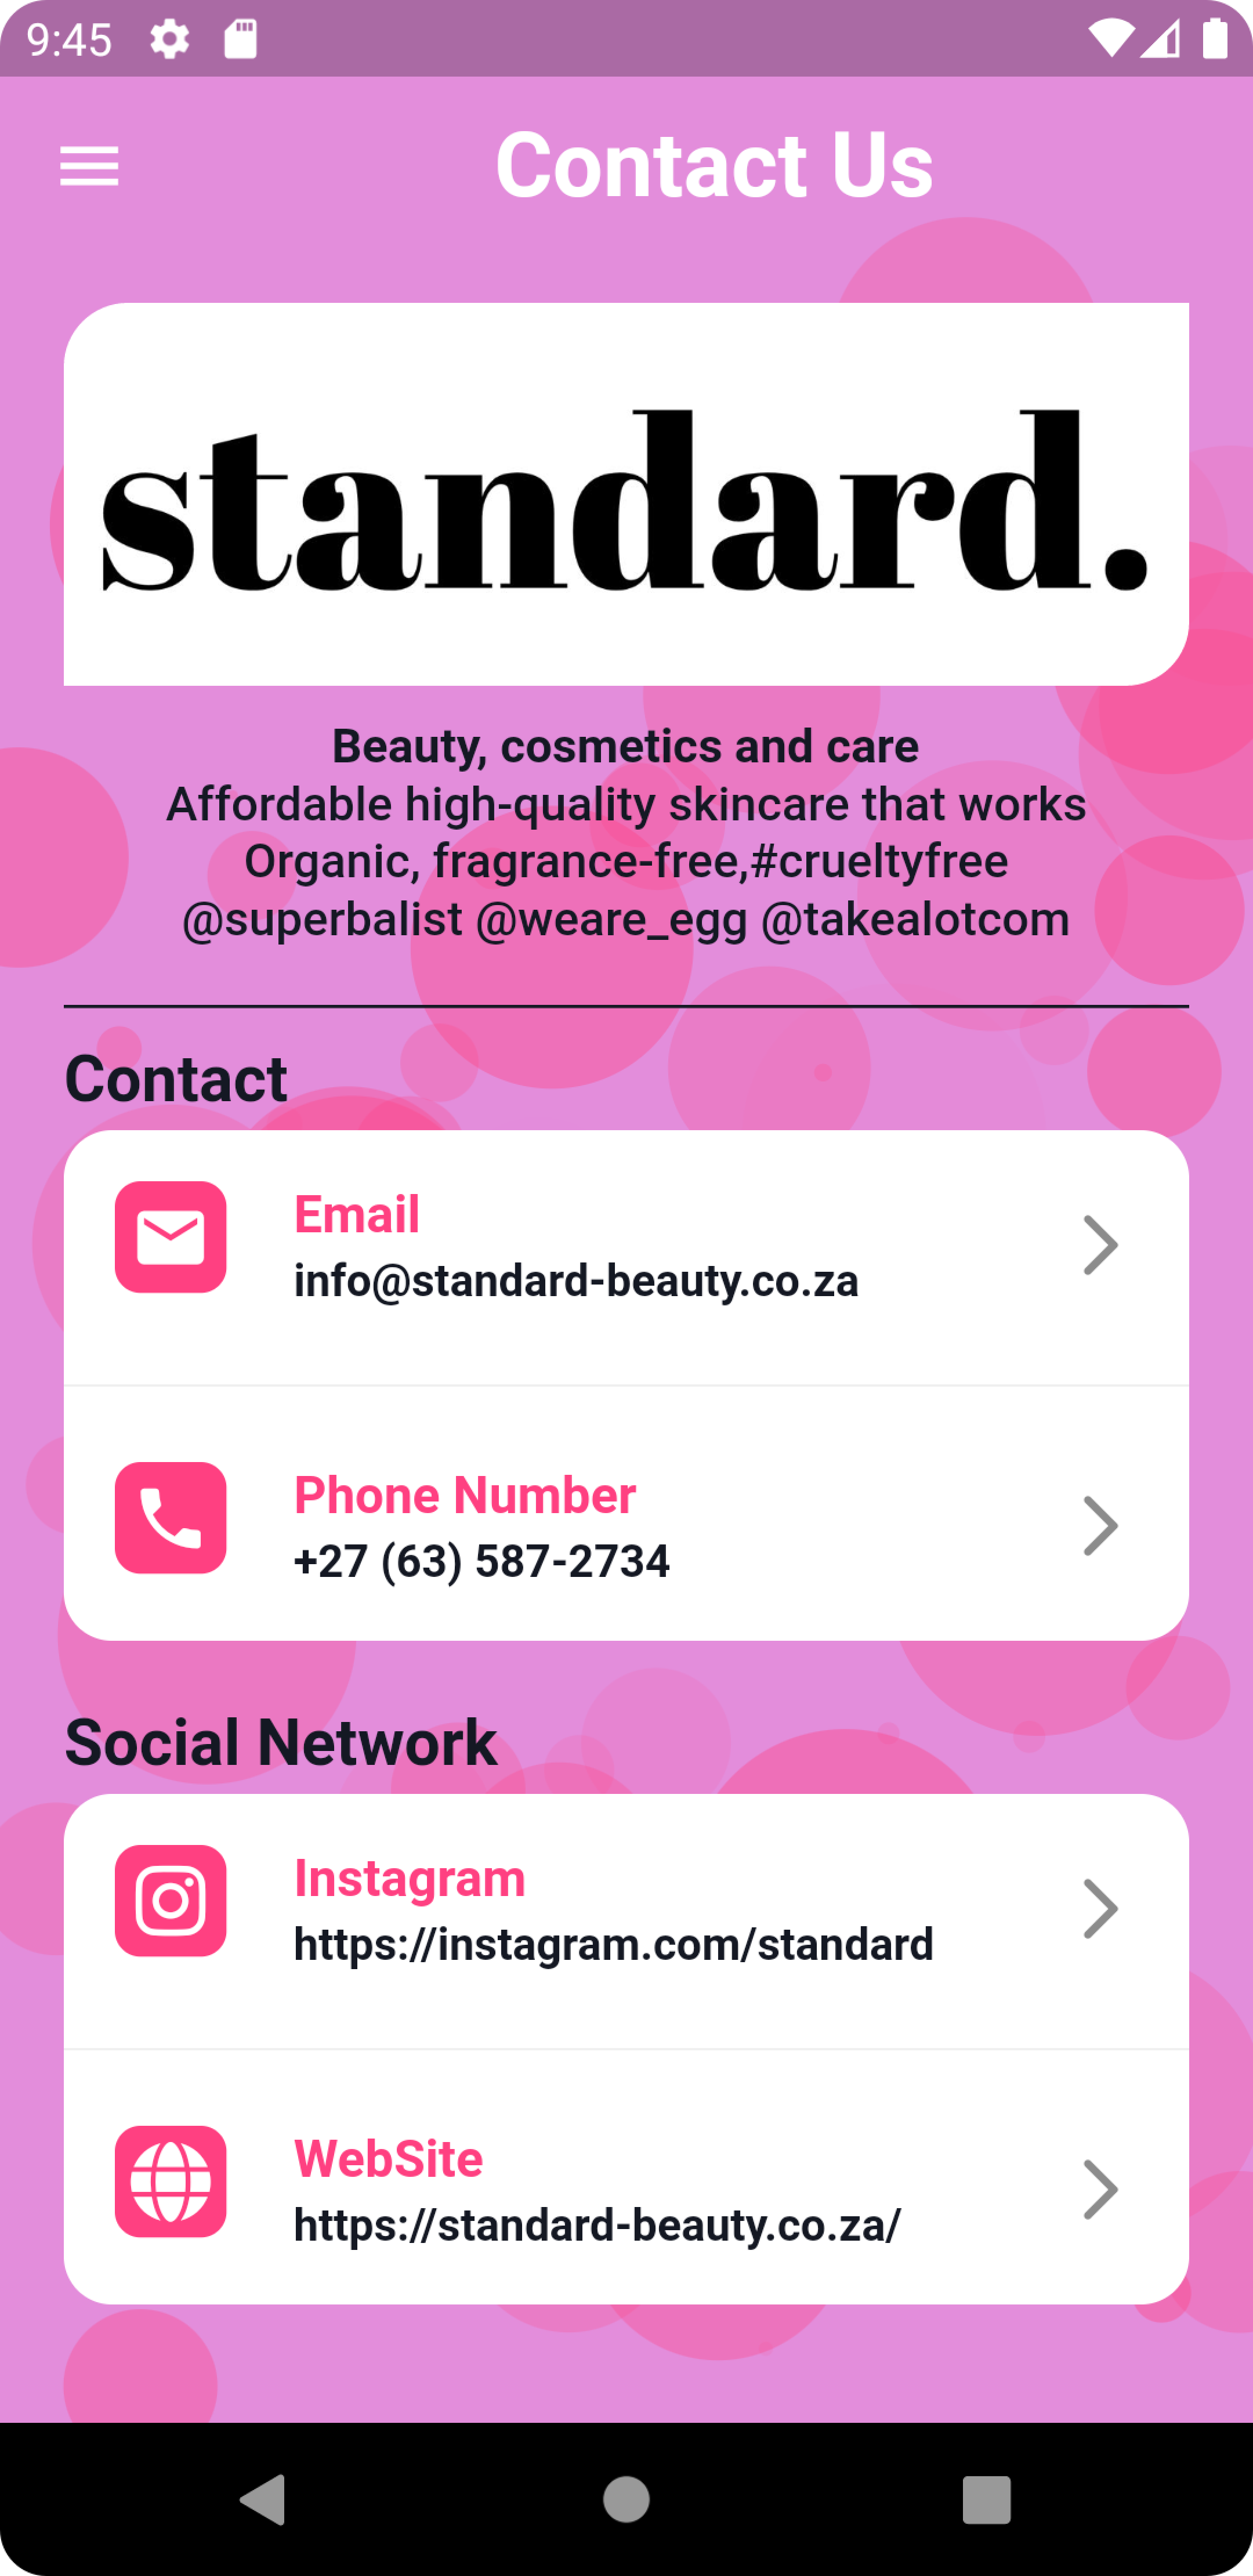 9:45
Contact Us
standard.
Beauty, cosmetics and care
Affordable high-quality skincare that works
Organic, fragrance-free,#crueltyfree
@superbalist @weare_egg @takealotcom
Contact
Email
info@standard-beauty.co.za
Phone Number
+27 (63) 587-2734
Social Network
Instagram
https://instagram.com/standard
WebSite
https://standard-beauty.co.za/